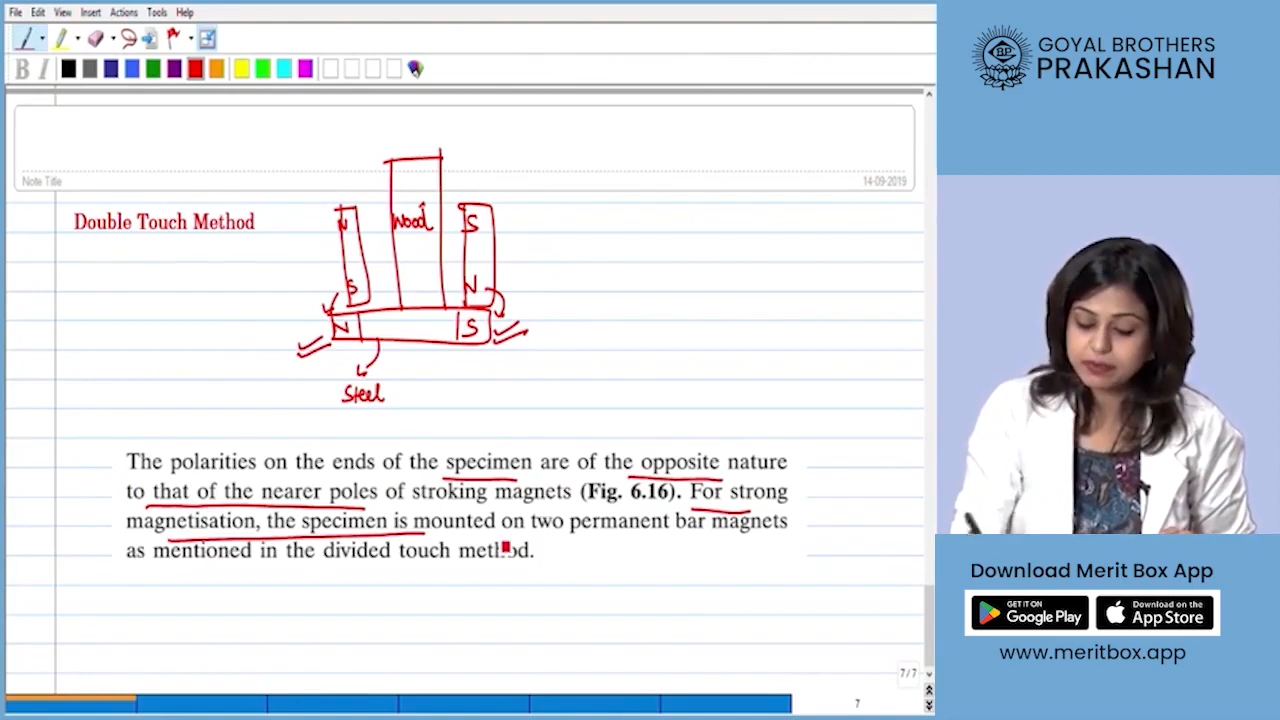 File Edit View Insert Actions Tools Help
B I
GOYAL BROTHERS
PRAKASHAN
Note Title
14-09-2019
Double Touch Method
N Wood S
S N
N S
Steel
The polarities on the ends of the specimen are of the opposite nature
to that of the nearer poles of stroking magnets (Fig. 6.16). For strong
magnetisation, the specimen is mounted on two permanent bar magnets
as mentioned in the divided touch method.
7/7
7
Download Merit Box App
GET IT ON
Google Play
Download on the
App Store
www.meritbox.app